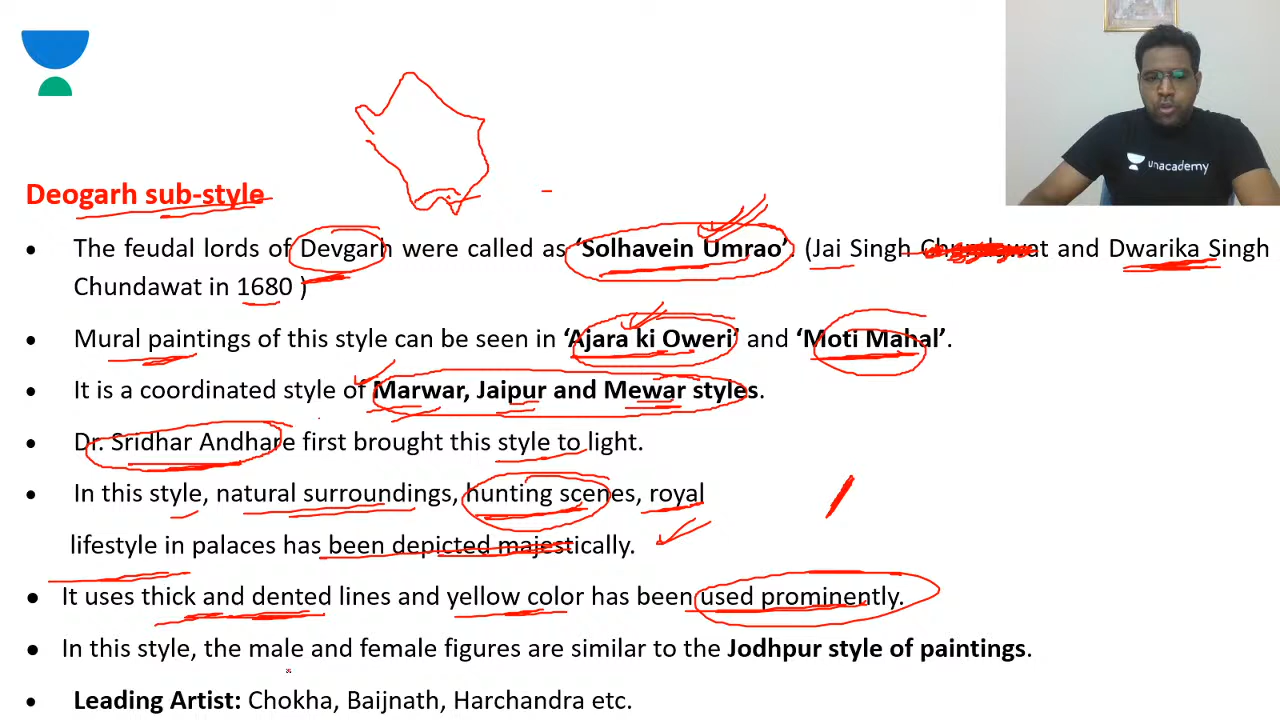 unacademy
Deogarh sub-style
• The feudal lords of Devgarh were called as ‘Solhavein Umrao’. (Jai Singh Chundawat and Dwarika Singh
Chundawat in 1680 )
• Mural paintings of this style can be seen in ‘Ajara ki Oweri’ and ‘Moti Mahal’.
• It is a coordinated style of Marwar, Jaipur and Mewar styles.
• Dr. Sridhar Andhare first brought this style to light.
• In this style, natural surroundings, hunting scenes, royal
lifestyle in palaces has been depicted majestically.
• It uses thick and dented lines and yellow color has been used prominently.
• In this style, the male and female figures are similar to the Jodhpur style of paintings.
• Leading Artist: Chokha, Baijnath, Harchandra etc.